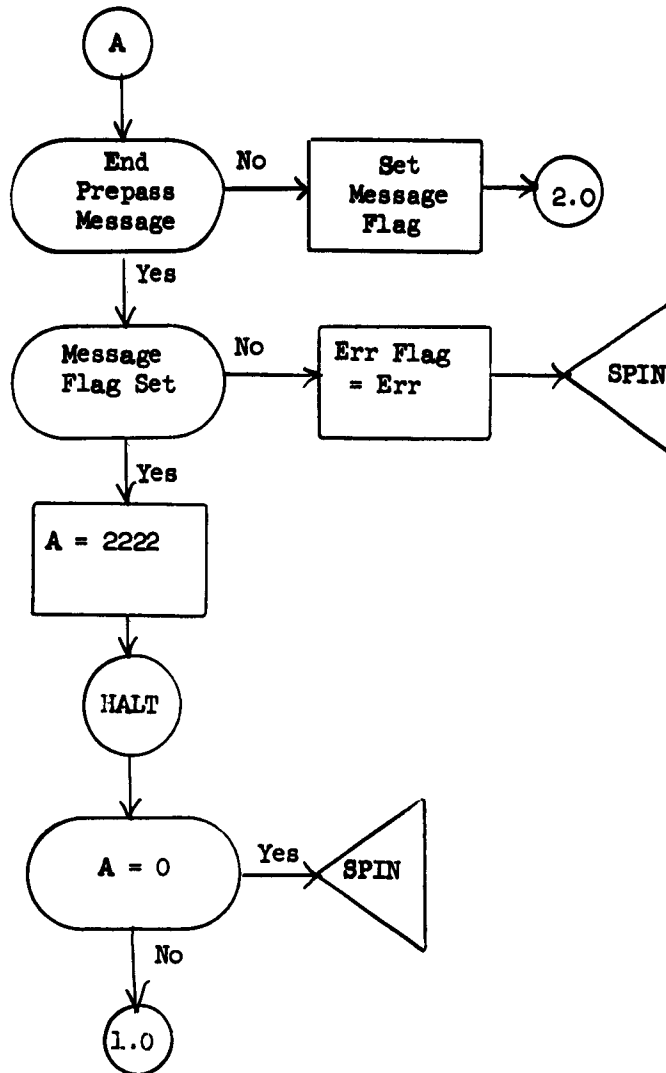 A
End
Prepass
Message
No
Set
Message
Flag
2.0
Yes
Message
Flag Set
No
Err Flag
= Err
SPIN
Yes
A = 2222
HALT
A = 0
Yes
SPIN
No
1.0